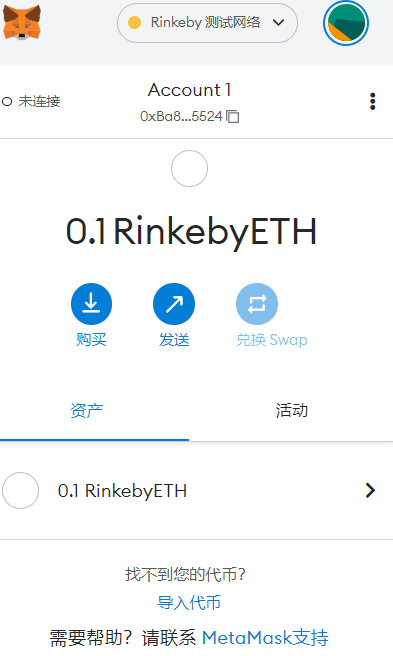 Rinkeby 测试网络
Account 1
未连接
0xBa8...5524
0.1 RinkebyETH
购买
发送
兑换 Swap
资产
活动
0.1 RinkebyETH
找不到您的代币?
导入代币
需要帮助？请联系 MetaMask支持